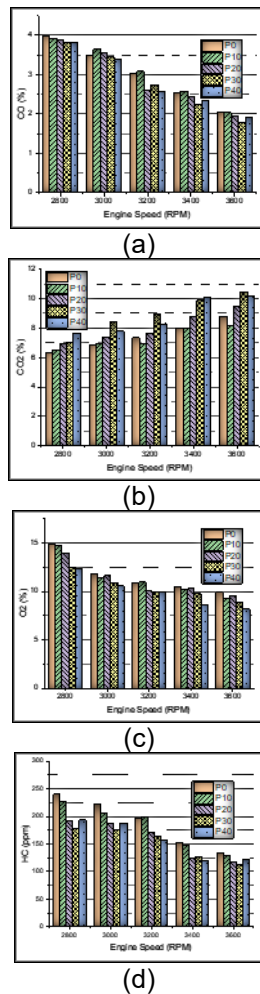 4
3
2
1
0
CO (%)
P0
P10
P20
P30
P40
2800 3000 3200 3400 3600
Engine Speed (RPM)
(a)
12
10
8
6
4
2
0
CO2 (%)
P0
P10
P20
P30
P40
2800 3000 3200 3400 3600
Engine Speed (RPM)
(b)
15
10
5
0
O2 (%)
P0
P10
P20
P30
P40
2800 3000 3200 3400 3600
Engine Speed (RPM)
(c)
300
250
200
150
100
50
0
HC (ppm)
P0
P10
P20
P30
P40
2800 3000 3200 3400 3600
Engine Speed (RPM)
(d)